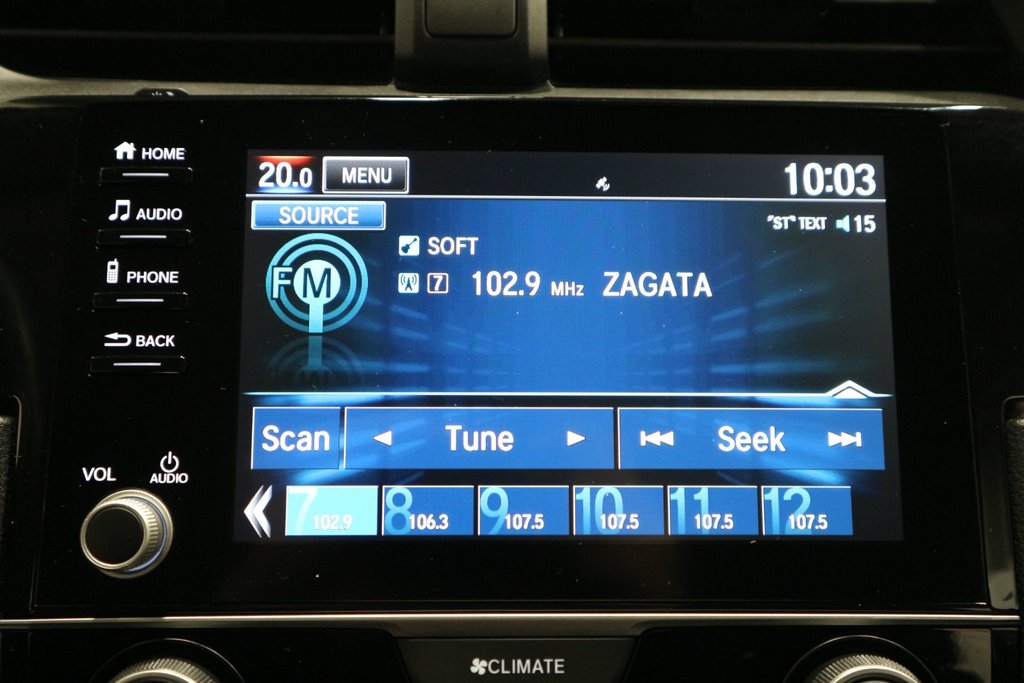 HOME
AUDIO
PHONE
BACK
VOL
AUDIO
20.0 MENU 10:03
SOURCE
"ST" TEXT 15
FM
SOFT
7 102.9 MHz ZAGATA
Scan Tune Seek
7 8 9 10 11 12
102.9 106.3 107.5 107.5 107.5 107.5
CLIMATE